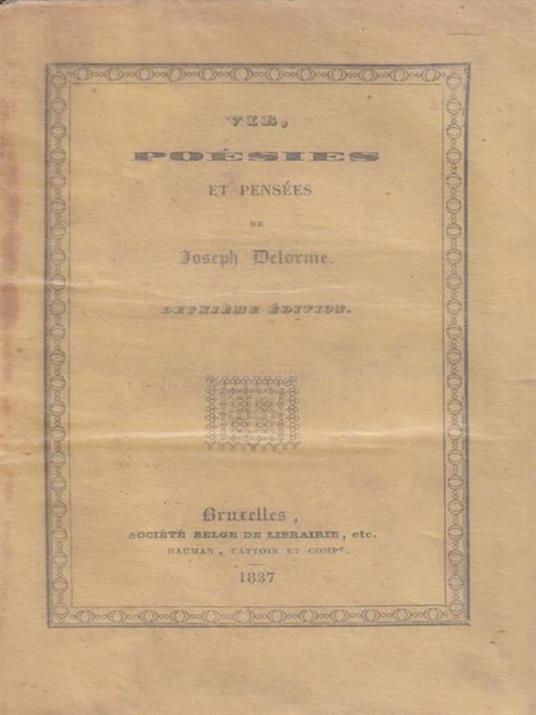 VIE,
POÉSIES
ET PENSÉES
DE
Joseph Delorme.
DEUXIÈME ÉDITION.
Bruxelles,
SOCIÉTÉ BELGE DE LIBRAIRIE, etc.
HAUMAN, CATTOIR ET COMPᵉ.
1837